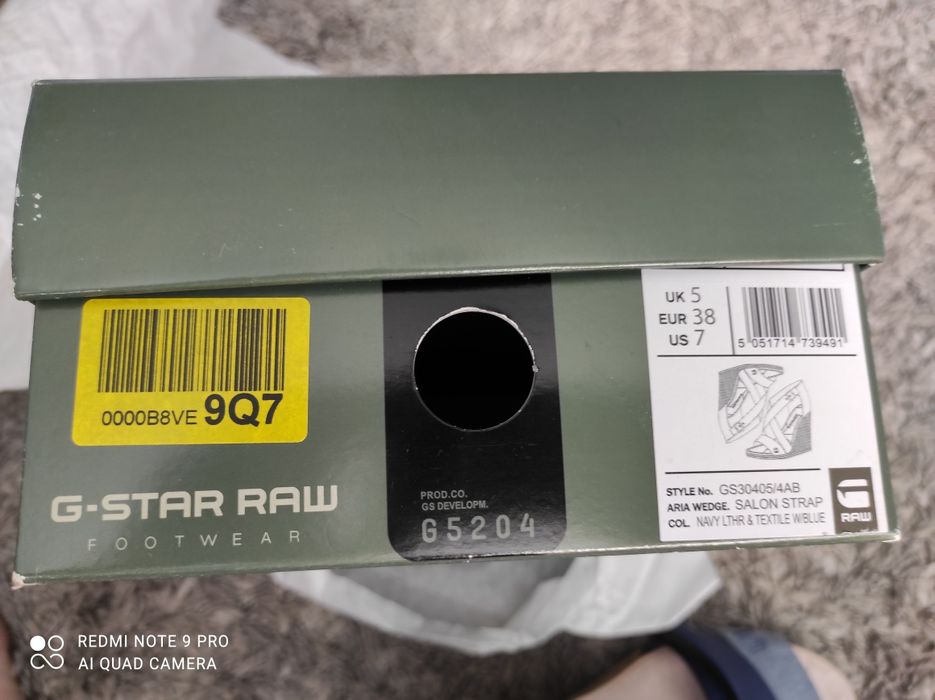 UK 5
EUR 38
US 7
5 051714 739491
0000B8VE 9Q7
G-STAR RAW
FOOTWEAR
PROD.CO.
GS DEVELOPM.
G5204
STYLE No. GS30405/4AB
ARIA WEDGE. SALON STRAP
COL. NAVY LTHR & TEXTILE W/BLUE
G
RAW
REDMI NOTE 9 PRO
AI QUAD CAMERA